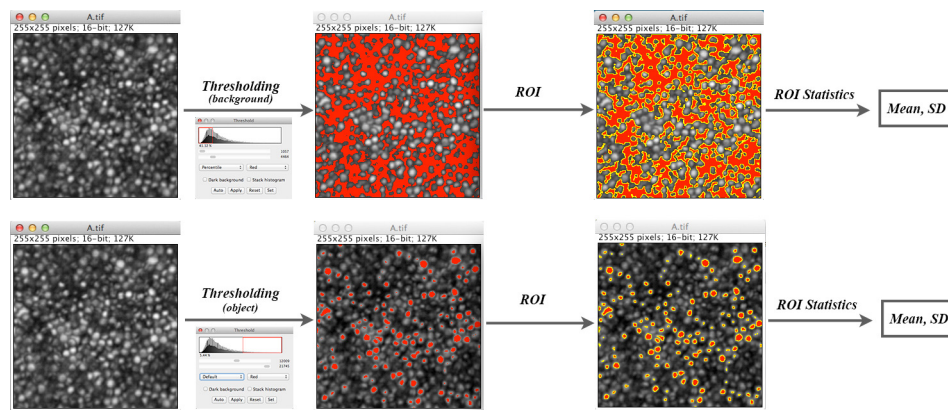 A.tif
255x255 pixels; 16-bit; 127K
Thresholding
(background)
Threshold
Percentile
Red
Dark background
Stack histogram
Auto
Apply
Reset
Set
A.tif
255x255 pixels; 16-bit; 127K
ROI
A.tif
255x255 pixels; 16-bit; 127K
ROI Statistics
Mean, SD
A.tif
255x255 pixels; 16-bit; 127K
Thresholding
(object)
Threshold
Default
Red
Dark background
Stack histogram
Auto
Apply
Reset
Set
A.tif
255x255 pixels; 16-bit; 127K
ROI
A.tif
255x255 pixels; 16-bit; 127K
ROI Statistics
Mean, SD